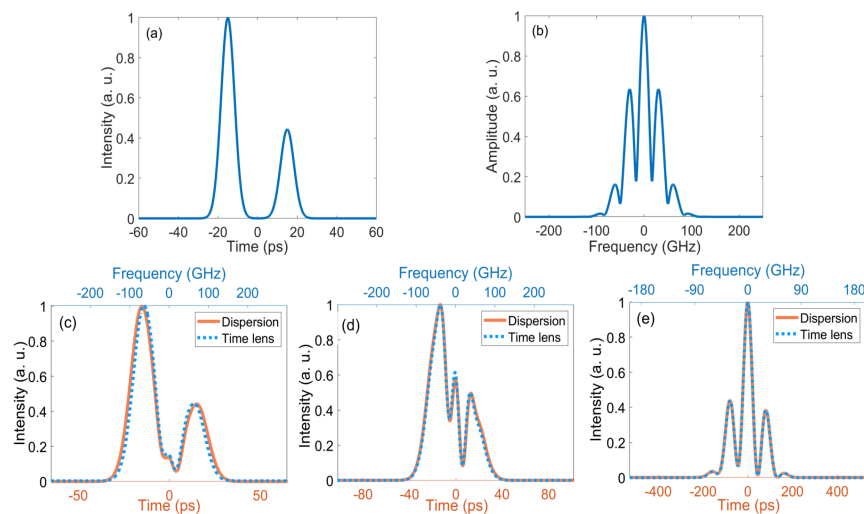 (a)
Intensity (a. u.)
1
0.8
0.6
0.4
0.2
0
-60 -40 -20 0 20 40 60
Time (ps)
(b)
Amplitude (a. u.)
1
0.8
0.6
0.4
0.2
0
-200 -100 0 100 200
Frequency (GHz)
Frequency (GHz)
-200 -100 0 100 200
(c)
Dispersion
Time lens
Intensity (a. u.)
1
0.8
0.6
0.4
0.2
0
-50 0 50
Time (ps)
Frequency (GHz)
-200 -100 0 100 200
(d)
Dispersion
Time lens
Intensity (a. u.)
1
0.8
0.6
0.4
0.2
0
-80 -40 0 40 80
Time (ps)
Frequency (GHz)
-180 -90 0 90 180
(e)
Dispersion
Time lens
Intensity (a. u.)
1
0.8
0.6
0.4
0.2
0
-400 -200 0 200 400
Time (ps)